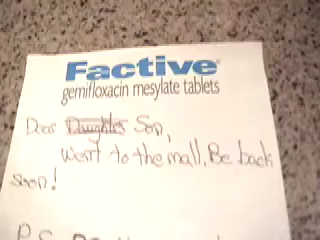 Factive
gemifloxacin mesylate tablets
Dear Daughter Son,
Went to the mall, Be back
soon!
P.S.